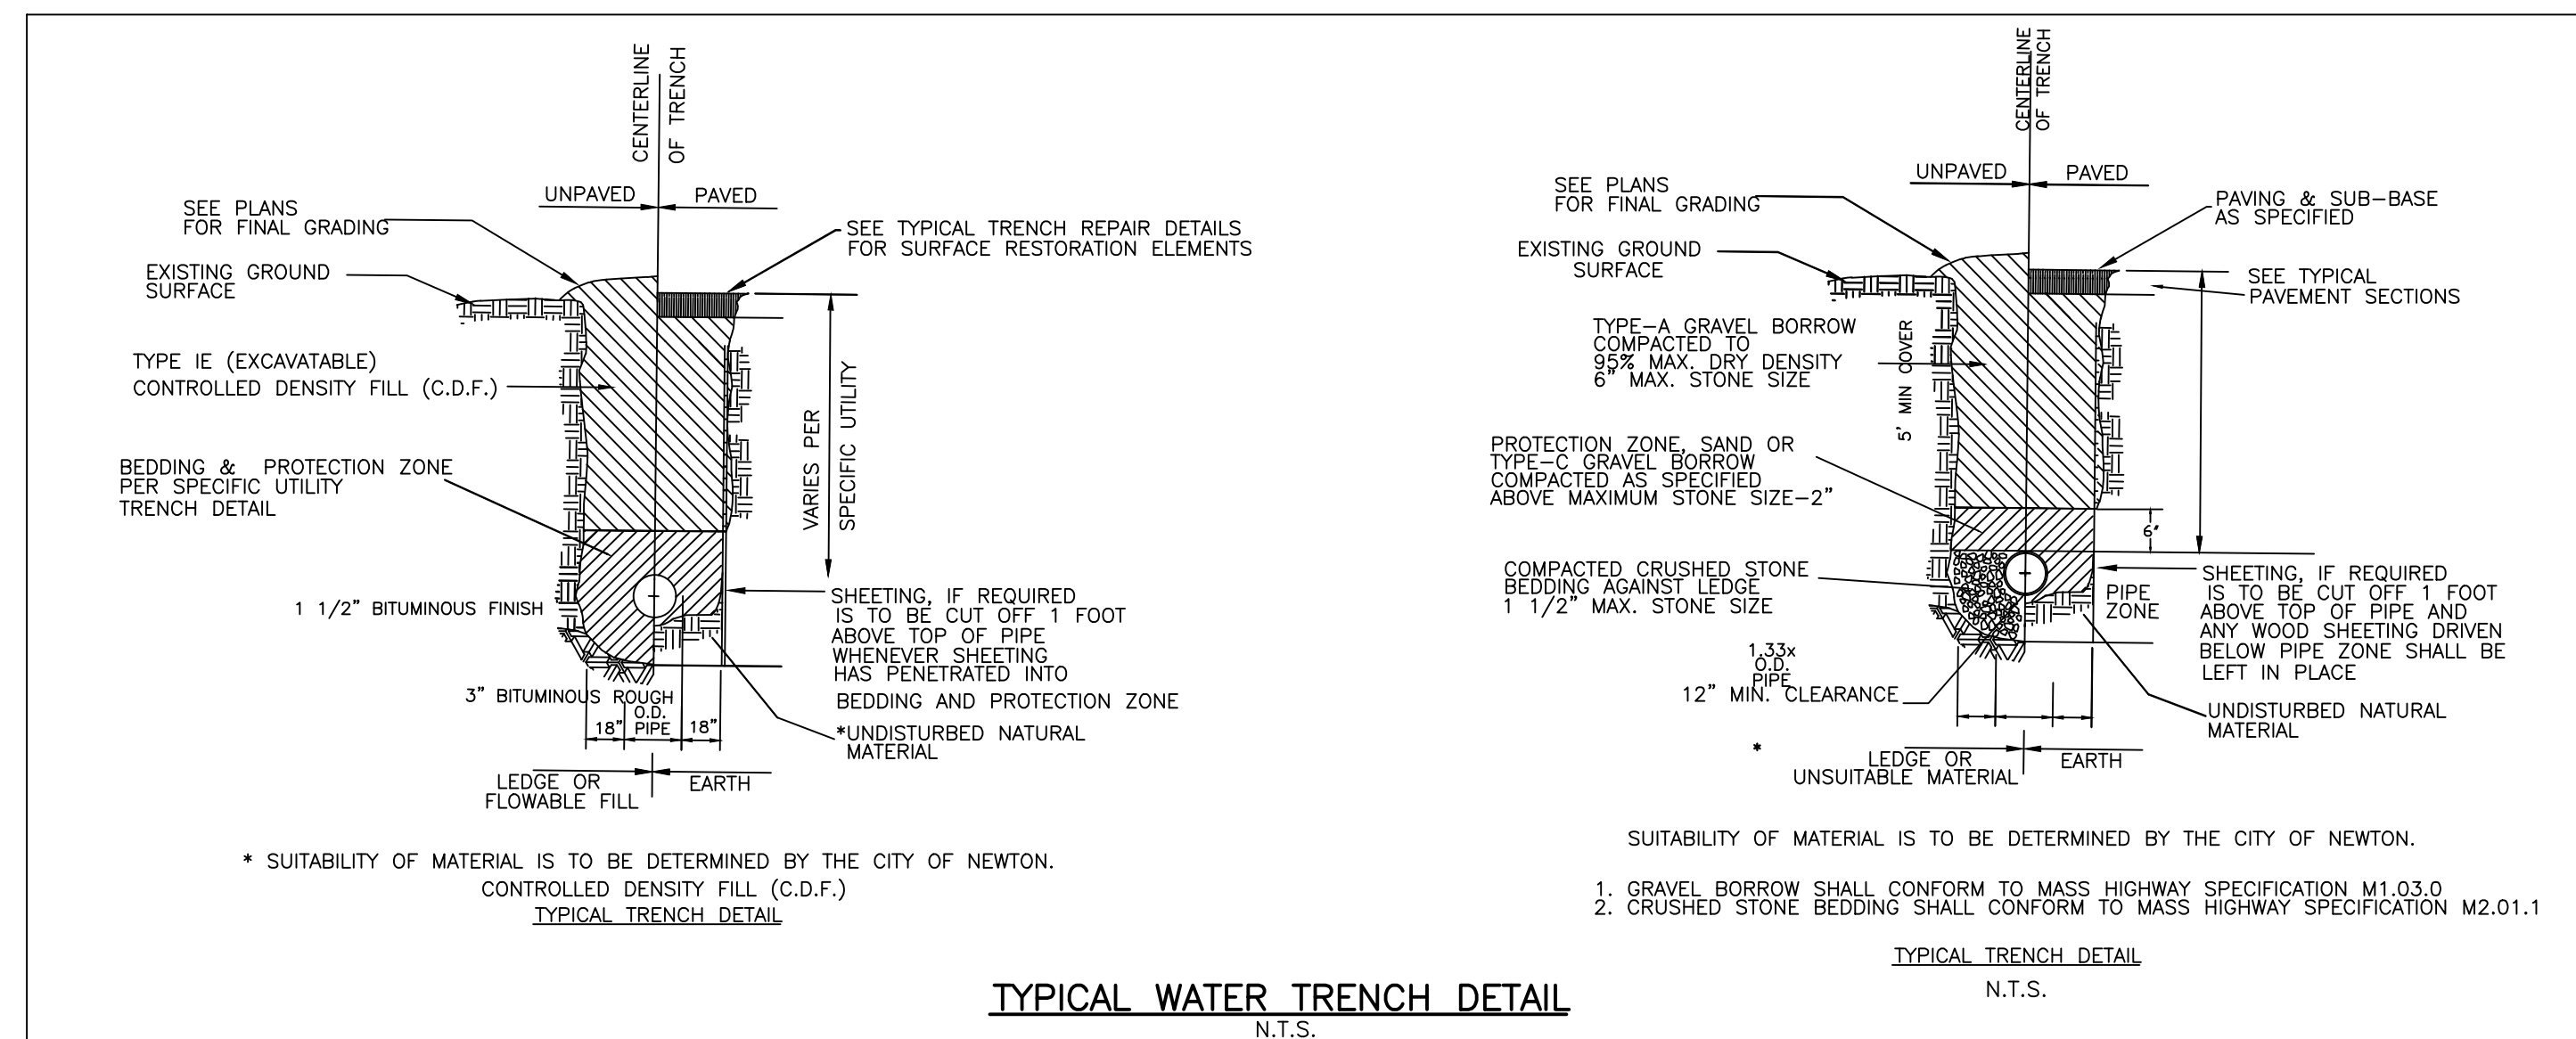 CENTERLINE
OF TRENCH
UNPAVED
PAVED
SEE PLANS
FOR FINAL GRADING
SEE TYPICAL TRENCH REPAIR DETAILS
FOR SURFACE RESTORATION ELEMENTS
EXISTING GROUND
SURFACE
TYPE IE (EXCAVATABLE)
CONTROLLED DENSITY FILL (C.D.F.)
VARIES PER
SPECIFIC UTILITY
BEDDING & PROTECTION ZONE
PER SPECIFIC UTILITY
TRENCH DETAIL
1 1/2" BITUMINOUS FINISH
SHEETING, IF REQUIRED
IS TO BE CUT OFF 1 FOOT
ABOVE TOP OF PIPE
WHENEVER SHEETING
HAS PENETRATED INTO
BEDDING AND PROTECTION ZONE
3" BITUMINOUS ROUGH
O.D.
18" PIPE 18"
*UNDISTURBED NATURAL
MATERIAL
LEDGE OR
FLOWABLE FILL
EARTH
* SUITABILITY OF MATERIAL IS TO BE DETERMINED BY THE CITY OF NEWTON.
CONTROLLED DENSITY FILL (C.D.F.)
TYPICAL TRENCH DETAIL
CENTERLINE
OF TRENCH
UNPAVED
PAVED
SEE PLANS
FOR FINAL GRADING
PAVING & SUB-BASE
AS SPECIFIED
EXISTING GROUND
SURFACE
SEE TYPICAL
PAVEMENT SECTIONS
TYPE-A GRAVEL BORROW
COMPACTED TO
95% MAX. DRY DENSITY
6" MAX. STONE SIZE
5' MIN COVER
PROTECTION ZONE, SAND OR
TYPE-C GRAVEL BORROW
COMPACTED AS SPECIFIED
ABOVE MAXIMUM STONE SIZE-2"
6"
COMPACTED CRUSHED STONE
BEDDING AGAINST LEDGE
1 1/2" MAX. STONE SIZE
PIPE
ZONE
SHEETING, IF REQUIRED
IS TO BE CUT OFF 1 FOOT
ABOVE TOP OF PIPE AND
ANY WOOD SHEETING DRIVEN
BELOW PIPE ZONE SHALL BE
LEFT IN PLACE
1.33x
O.D.
PIPE
12" MIN. CLEARANCE
UNDISTURBED NATURAL
MATERIAL
*
LEDGE OR
UNSUITABLE MATERIAL
EARTH
SUITABILITY OF MATERIAL IS TO BE DETERMINED BY THE CITY OF NEWTON.
1. GRAVEL BORROW SHALL CONFORM TO MASS HIGHWAY SPECIFICATION M1.03.0
2. CRUSHED STONE BEDDING SHALL CONFORM TO MASS HIGHWAY SPECIFICATION M2.01.1
TYPICAL TRENCH DETAIL
N.T.S.
TYPICAL WATER TRENCH DETAIL
N.T.S.